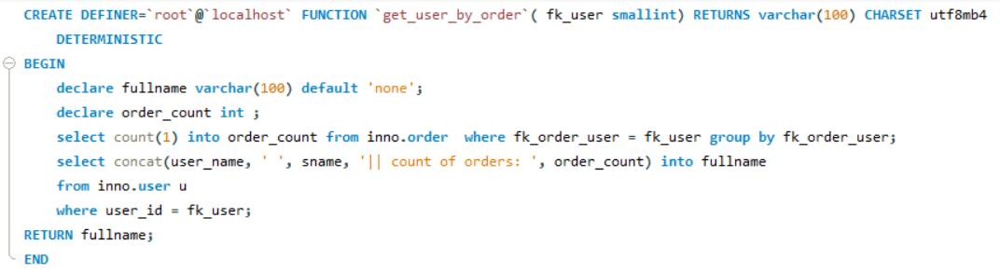 CREATE DEFINER=`root`@`localhost` FUNCTION `get_user_by_order`( fk_user smallint) RETURNS varchar(100) CHARSET utf8mb4
DETERMINISTIC
BEGIN
declare fullname varchar(100) default 'none';
declare order_count int ;
select count(1) into order_count from inno.order  where fk_order_user = fk_user group by fk_order_user;
select concat(user_name, ' ', sname, '|| count of orders: ', order_count) into fullname
from inno.user u
where user_id = fk_user;
RETURN fullname;
END